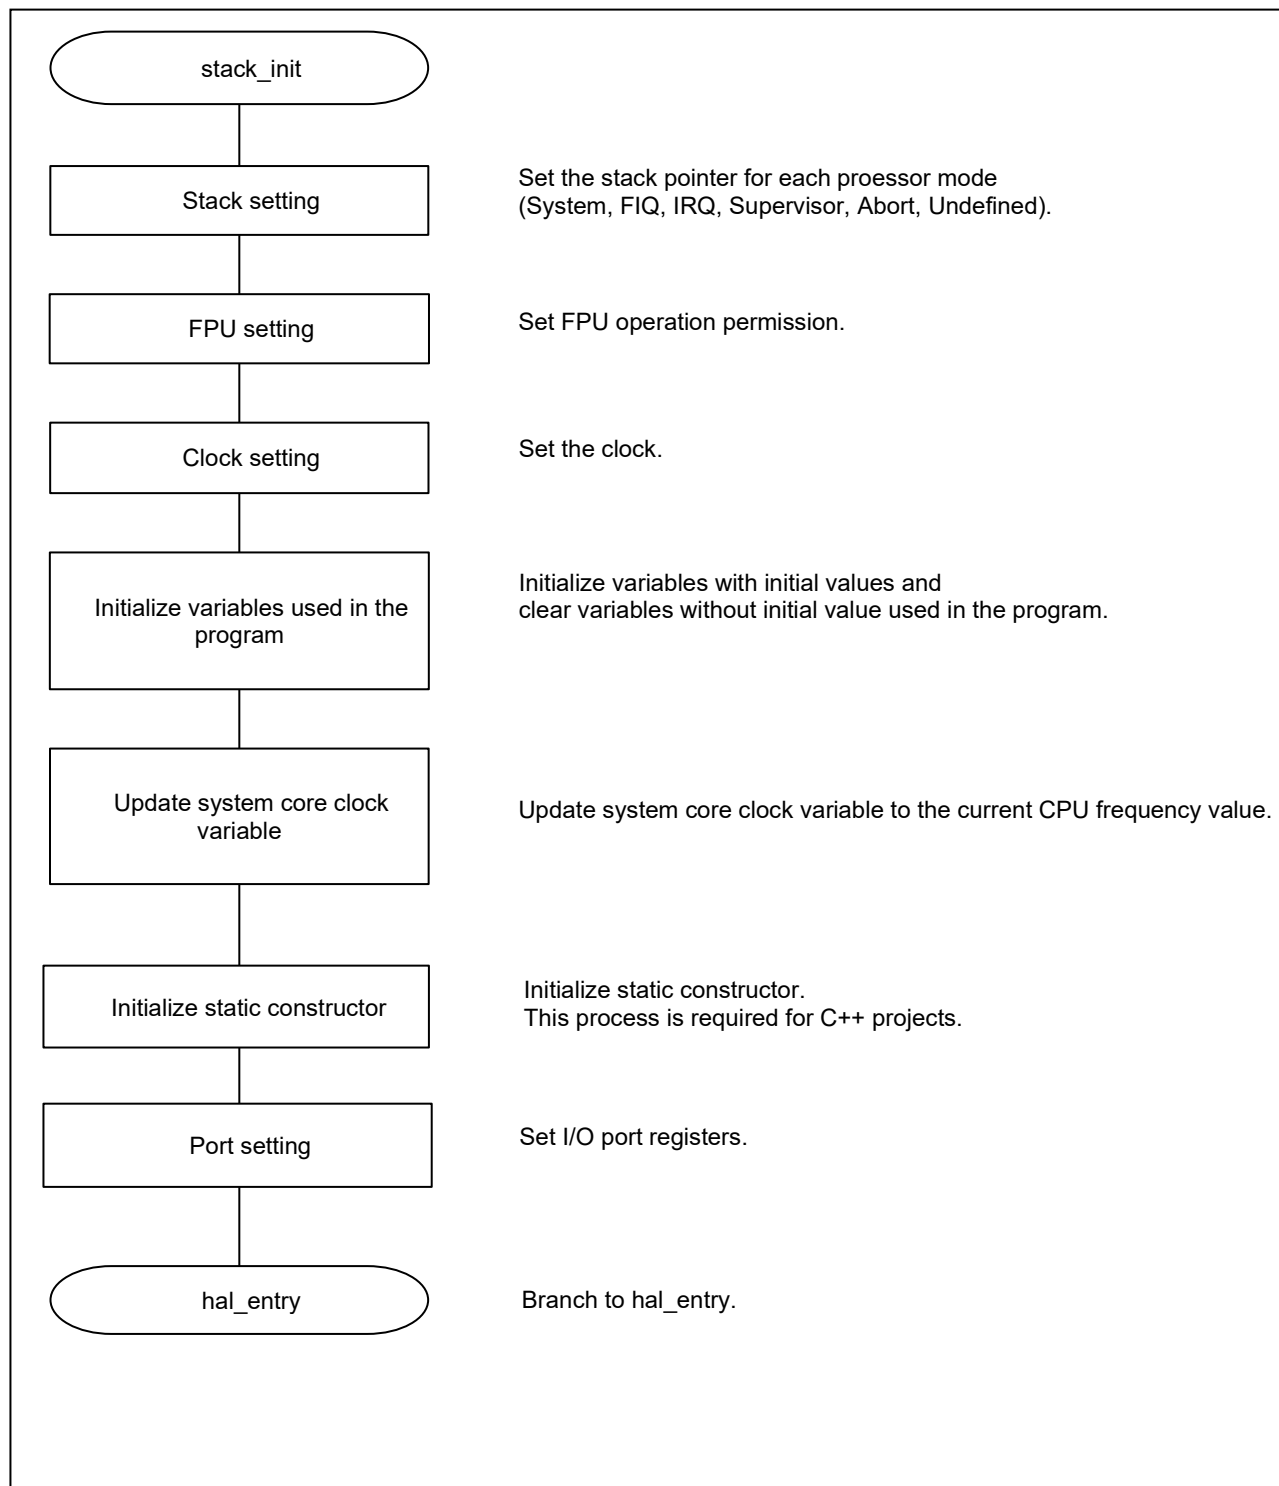 stack_init
Stack setting
Set the stack pointer for each proessor mode
(System, FIQ, IRQ, Supervisor, Abort, Undefined).
FPU setting
Set FPU operation permission.
Clock setting
Set the clock.
Initialize variables used in the
program
Initialize variables with initial values and
clear variables without initial value used in the program.
Update system core clock
variable
Update system core clock variable to the current CPU frequency value.
Initialize static constructor
Initialize static constructor.
This process is required for C++ projects.
Port setting
Set I/O port registers.
hal_entry
Branch to hal_entry.